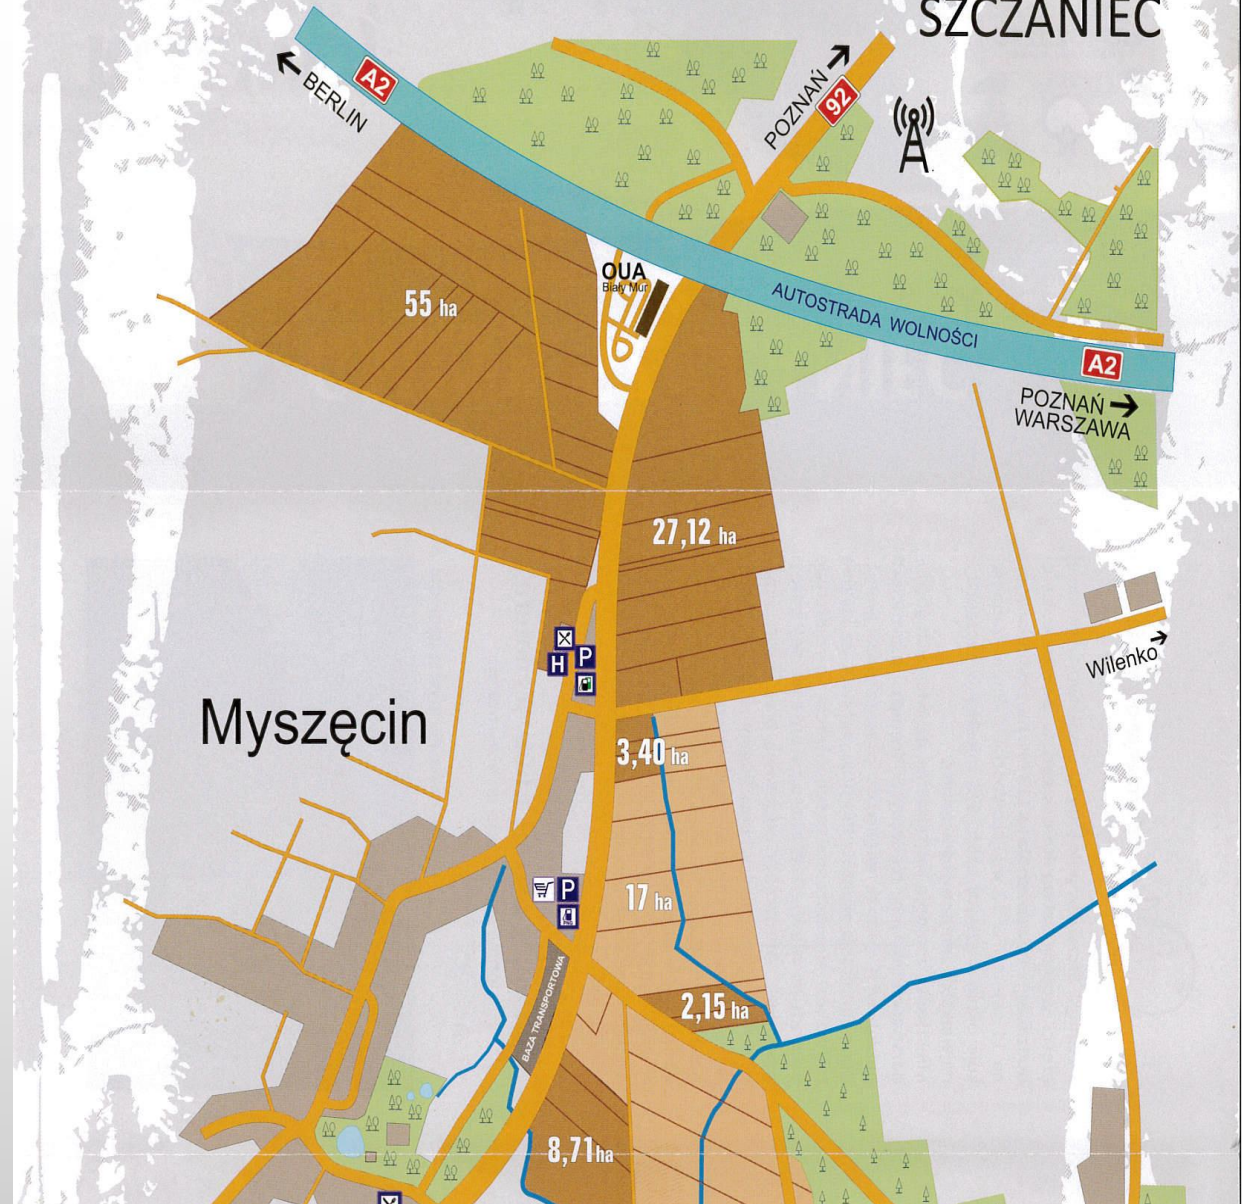 SZCZANIEC
A2
BERLIN
POZNAŃ
92
OUA
Biały Mur
55 ha
AUTOSTRADA WOLNOŚCI
A2
POZNAŃ
WARSZAWA
27,12 ha
H
P
Wilenko
Myszęcin
3,40 ha
17 ha
P
BAZA TRANSPORTOWA
2,15 ha
8,71 ha